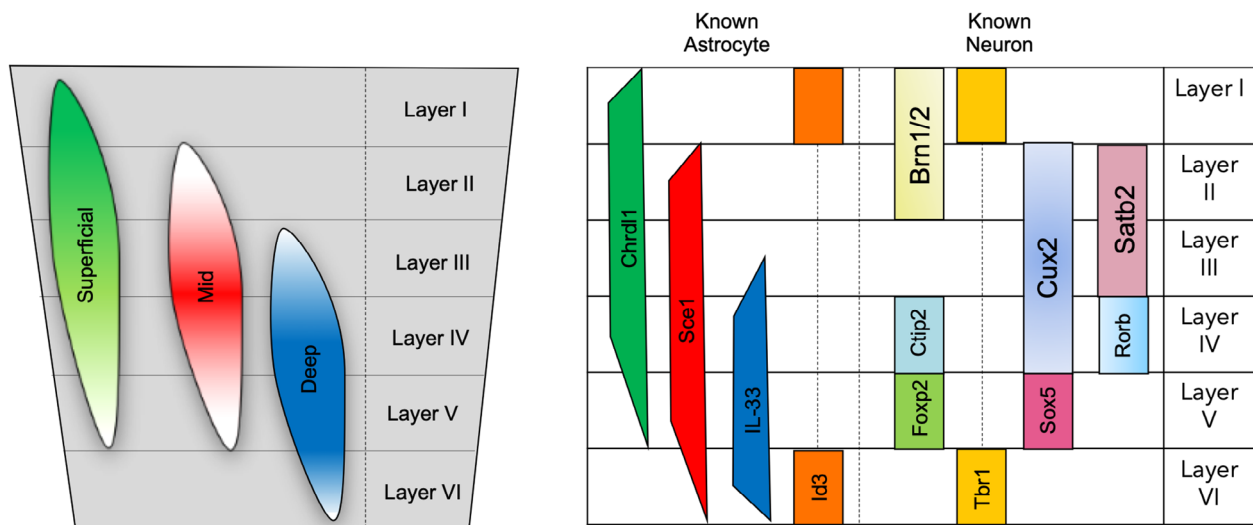 Known
Astrocyte
Known
Neuron
Superficial
Mid
Deep
Layer I
Layer II
Layer III
Layer IV
Layer V
Layer VI
Chrdl1
Sce1
IL-33
Id3
Brn1/2
Ctip2
Foxp2
Tbr1
Cux2
Sox5
Satb2
Rorb
Layer I
Layer
II
Layer
III
Layer
IV
Layer
V
Layer
VI